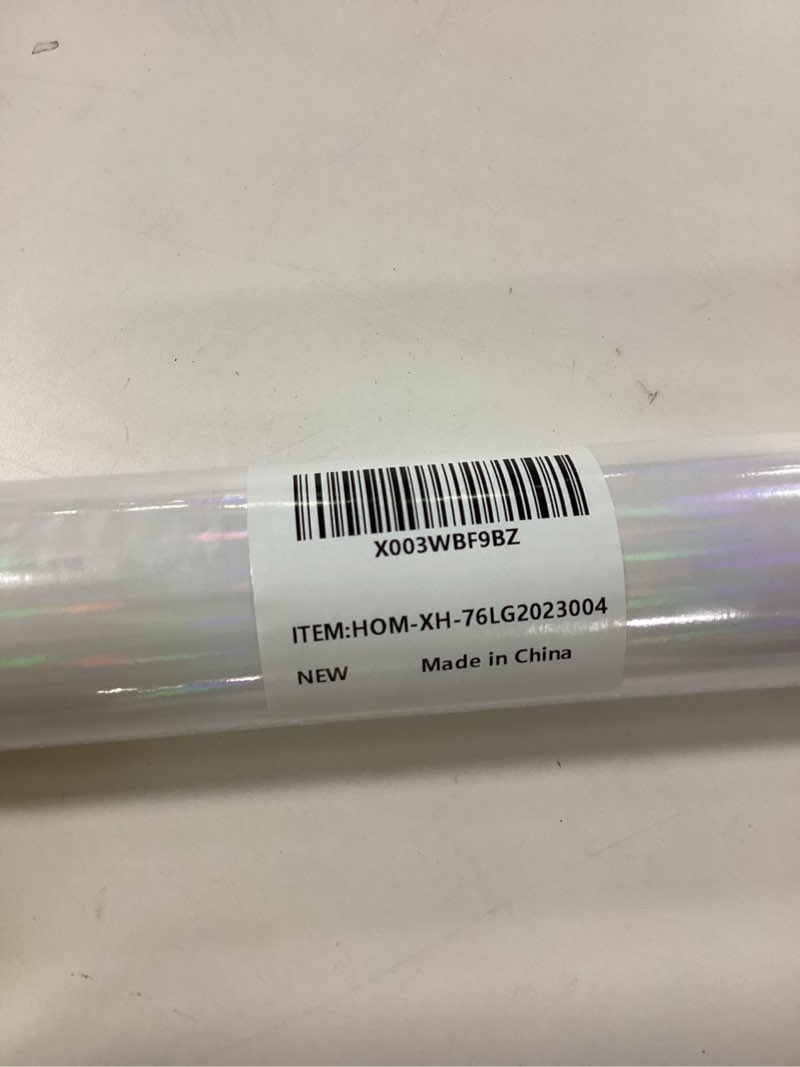 X003WBF9BZ
ITEM:HOM-XH-76LG2023004
NEW Made in China